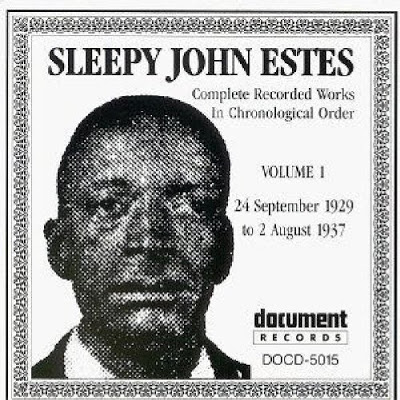 SLEEPY JOHN ESTES
Complete Recorded Works
In Chronological Order
VOLUME 1
24 September 1929
to 2 August 1937
document
RECORDS
DOCD-5015